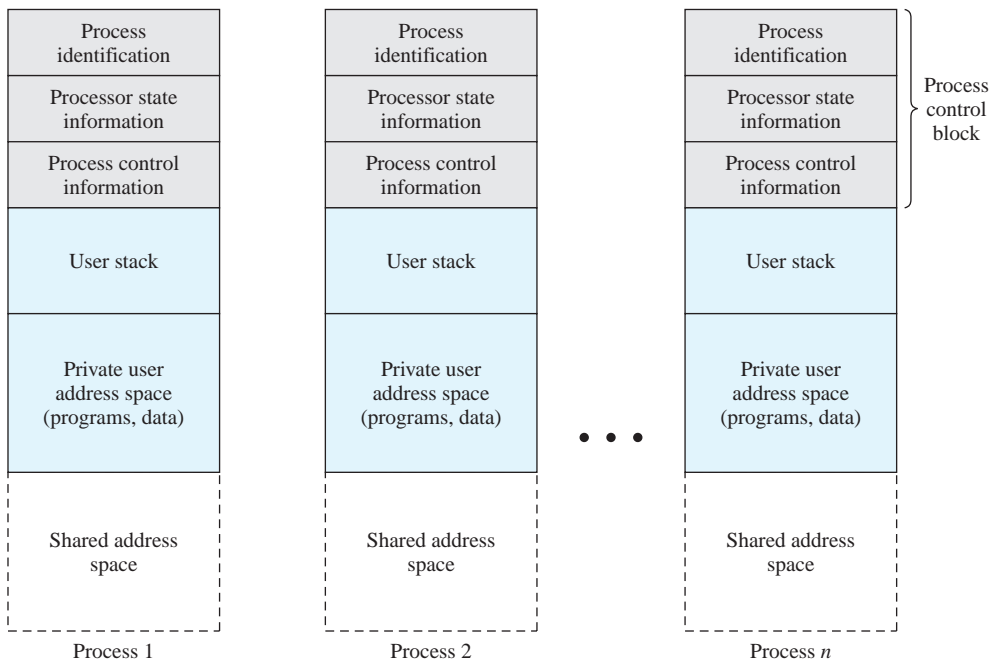 Process
identification
Processor state
information
Process control
information
User stack
Private user
address space
(programs, data)
Shared address
space
Process 1
Process
identification
Processor state
information
Process control
information
User stack
Private user
address space
(programs, data)
Shared address
space
Process 2
Process
identification
Processor state
information
Process control
information
User stack
Private user
address space
(programs, data)
Shared address
space
Process n
Process
control
block